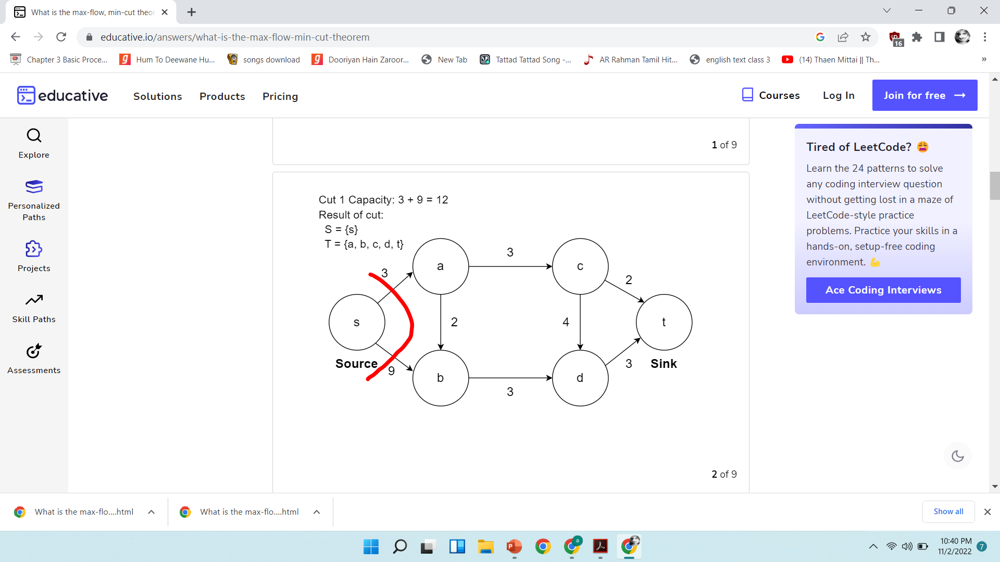 What is the max-flow, min-cut theor
educative.io/answers/what-is-the-max-flow-min-cut-theorem
16
Chapter 3 Basic Proce...
Hum To Deewane Hu...
songs download
Dooriyan Hain Zaroor...
New Tab
Tattad Tattad Song -...
AR Rahman Tamil Hit...
english text class 3
(14) Thaen Mittai || Th...
»
educative
Solutions
Products
Pricing
Courses
Log In
Join for free →
Explore
Personalized
Paths
Projects
Skill Paths
Assessments
1 of 9
Cut 1 Capacity: 3 + 9 = 12
Result of cut:
S = {s}
T = {a, b, c, d, t}
a
3
c
3
2
s
2
4
t
Source
9
b
3
d
3
Sink
2 of 9
Tired of LeetCode? 😩
Learn the 24 patterns to solve
any coding interview question
without getting lost in a maze of
LeetCode-style practice
problems. Practice your skills in a
hands-on, setup-free coding
environment. 💪
Ace Coding Interviews
What is the max-flo....html
What is the max-flo....html
Show all
a
10:40 PM
11/2/2022
7